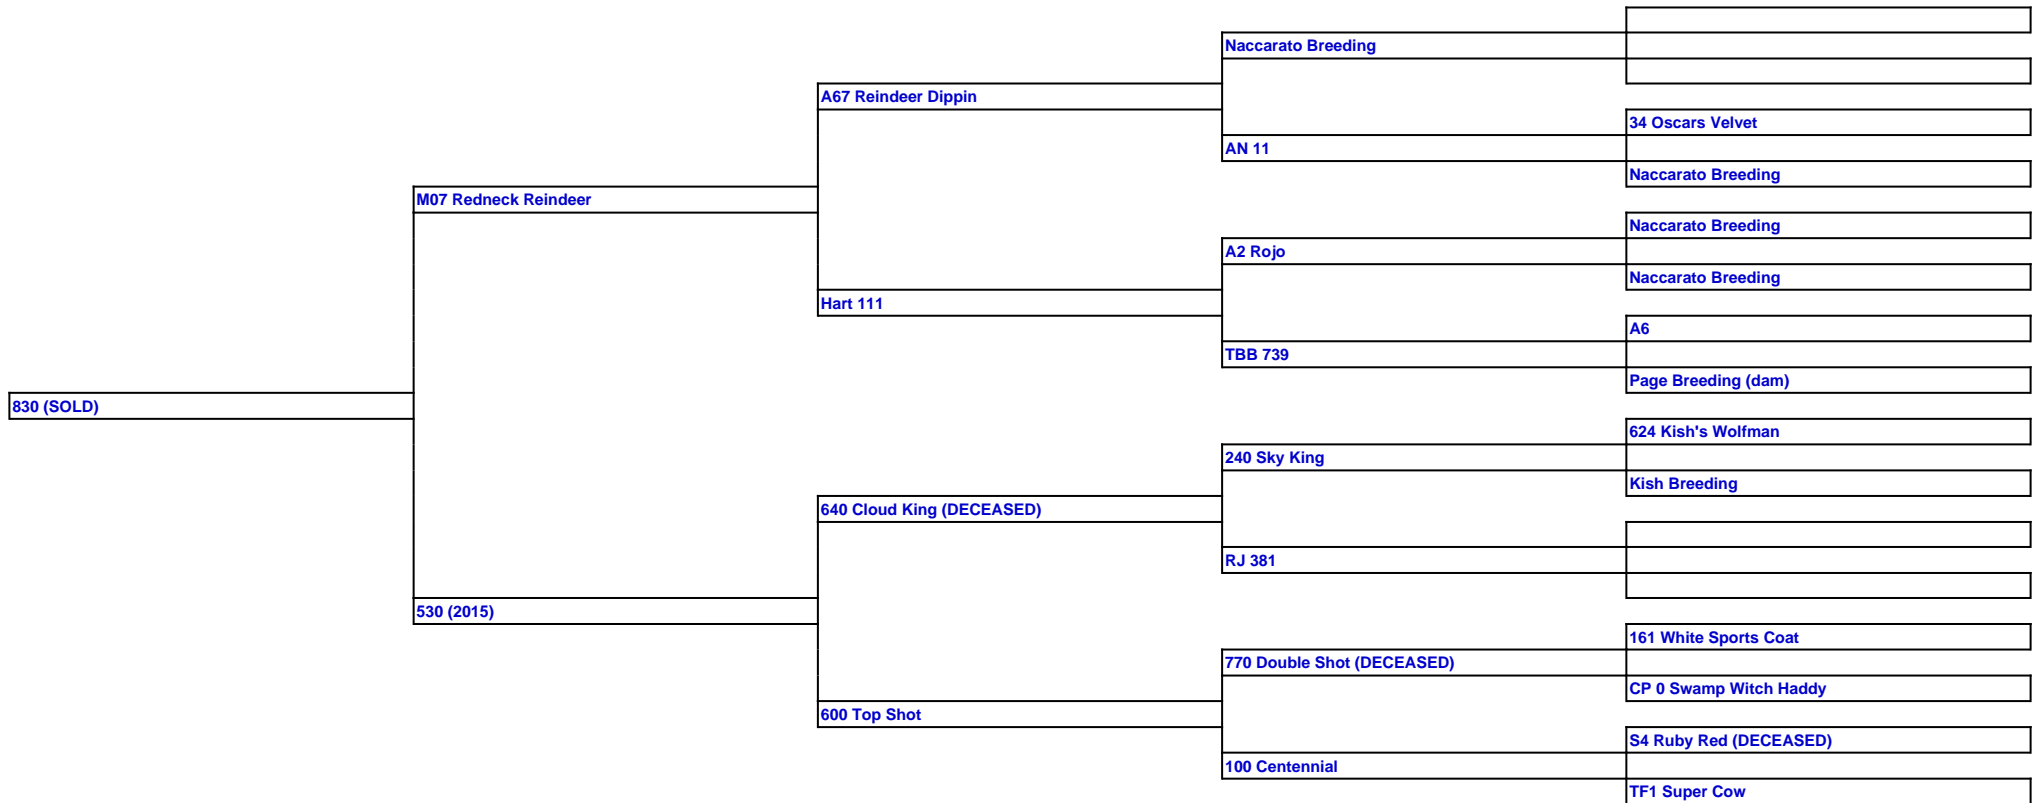 Naccarato Breeding
A67 Reindeer Dippin
34 Oscars Velvet
AN 11
Naccarato Breeding
M07 Redneck Reindeer
Naccarato Breeding
A2 Rojo
Naccarato Breeding
Hart 111
A6
TBB 739
Page Breeding (dam)
830 (SOLD)
624 Kish's Wolfman
240 Sky King
Kish Breeding
640 Cloud King (DECEASED)
RJ 381
530 (2015)
161 White Sports Coat
770 Double Shot (DECEASED)
CP 0 Swamp Witch Haddy
600 Top Shot
S4 Ruby Red (DECEASED)
100 Centennial
TF1 Super Cow